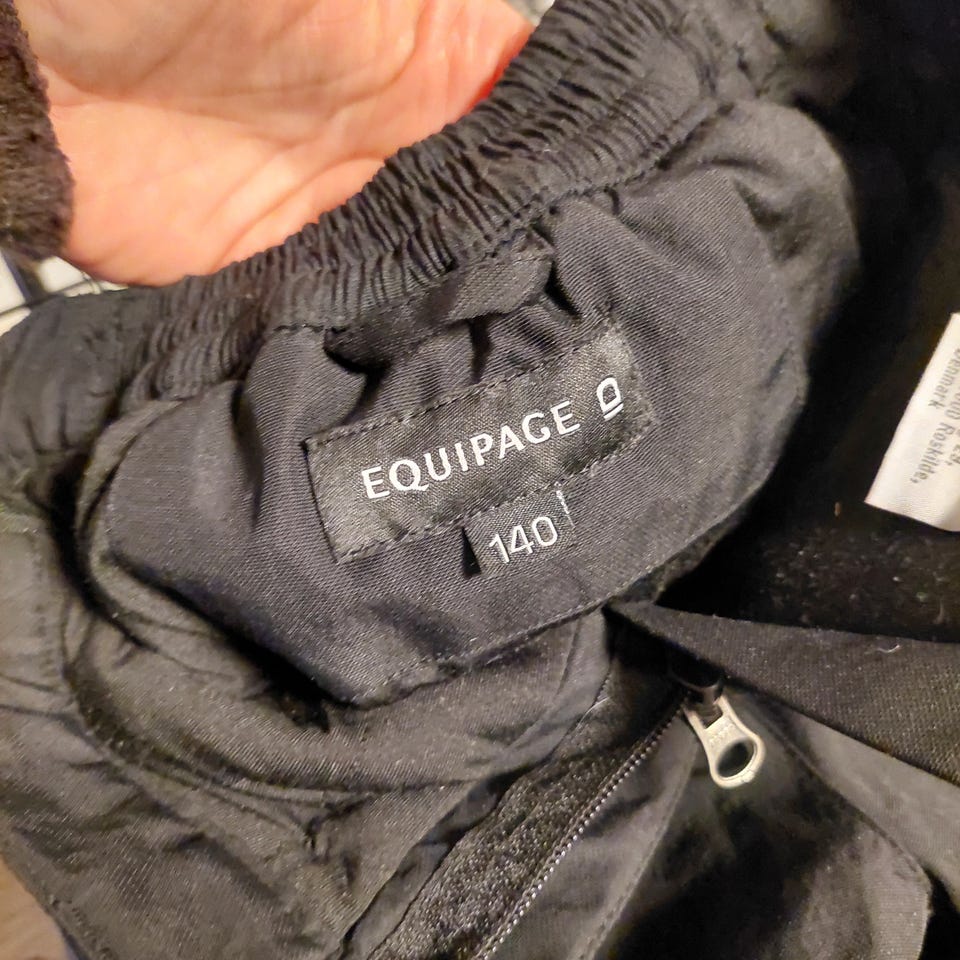 EQUIPAGE
140
Roskilde,
Denmark